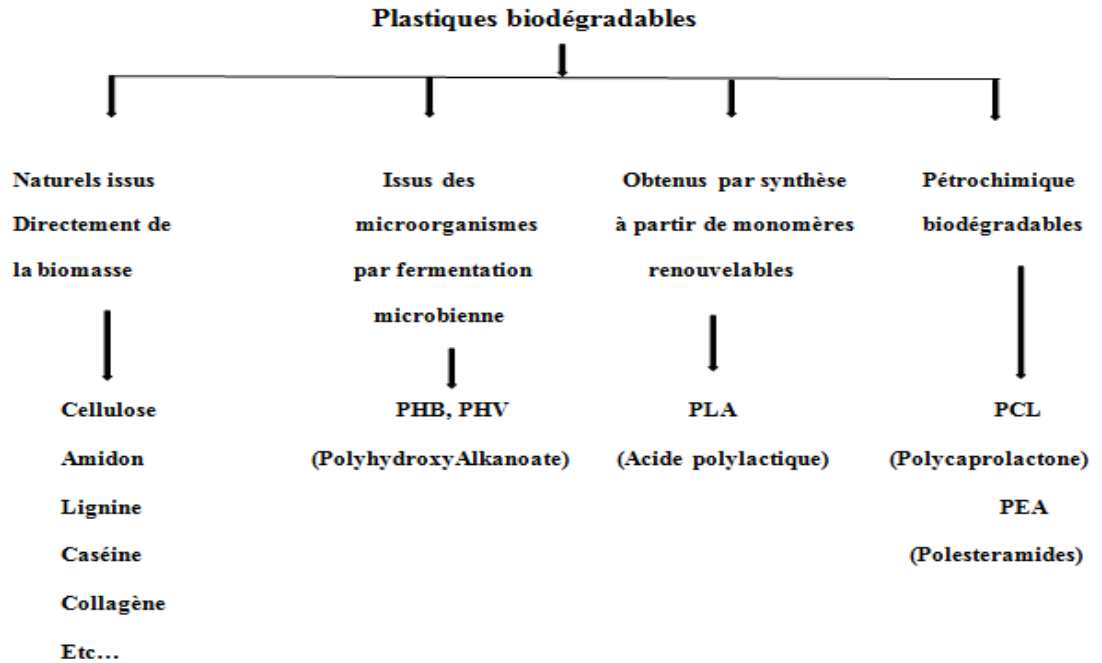 Plastiques biodégradables
Naturels issus
Directement de
la biomasse
Issus des
microorganismes
par fermentation
microbienne
Obtenus par synthèse
à partir de monomères
renouvelables
Pétrochimique
biodégradables
Cellulose
Amidon
Lignine
Caséine
Collagène
Etc...
PHB, PHV
(PolyhydroxyAlkanoate)
PLA
(Acide polylactique)
PCL
(Polycaprolactone)
PEA
(Polesteramides)